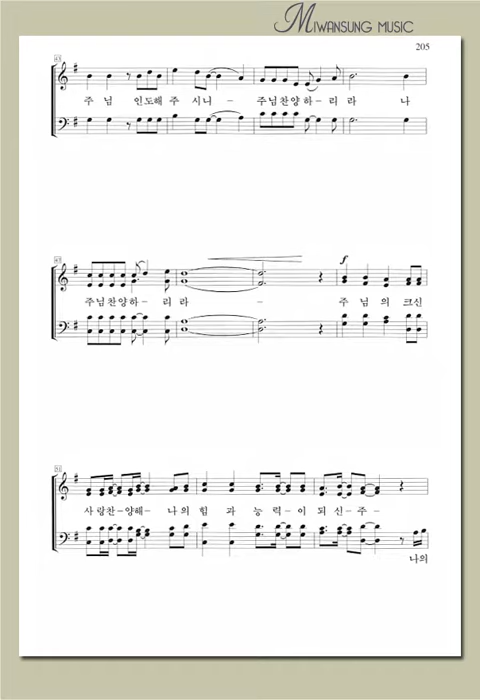 MIWANSUNG MUSIC
205
주 님 인도해 주 시니 - 주님찬양하-리라 나
주님찬양하- 리 라 - 주 님 의 크신
f
사랑찬-양해- 나의 힘 과 능 력-이 되신-주-
나의